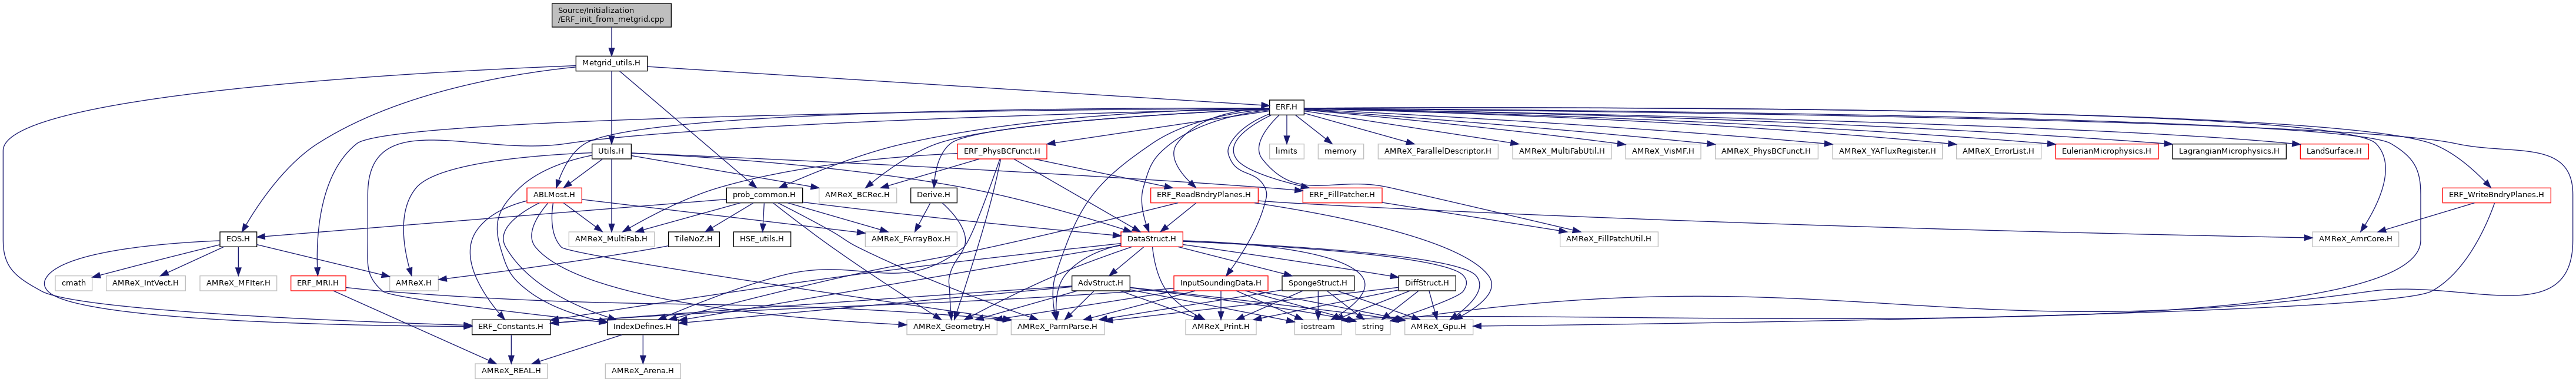 Source/Initialization
/ERF_init_from_metgrid.cpp
Metgrid_utils.H
ERF.H
Utils.H
ERF_PhysBCFunct.H
limits
memory
AMReX_ParallelDescriptor.H
AMReX_MultiFabUtil.H
AMReX_VisMF.H
AMReX_PhysBCFunct.H
AMReX_YAFluxRegister.H
AMReX_ErrorList.H
EulerianMicrophysics.H
LagrangianMicrophysics.H
LandSurface.H
ABLMost.H
prob_common.H
AMReX_BCRec.H
Derive.H
ERF_ReadBndryPlanes.H
ERF_FillPatcher.H
ERF_WriteBndryPlanes.H
EOS.H
AMReX_MultiFab.H
TileNoZ.H
HSE_utils.H
AMReX_FArrayBox.H
DataStruct.H
AMReX_FillPatchUtil.H
AMReX_AmrCore.H
cmath
AMReX_IntVect.H
AMReX_MFIter.H
ERF_MRI.H
AMReX.H
AdvStruct.H
InputSoundingData.H
SpongeStruct.H
DiffStruct.H
ERF_Constants.H
IndexDefines.H
AMReX_Geometry.H
AMReX_ParmParse.H
AMReX_Print.H
iostream
string
AMReX_Gpu.H
AMReX_REAL.H
AMReX_Arena.H